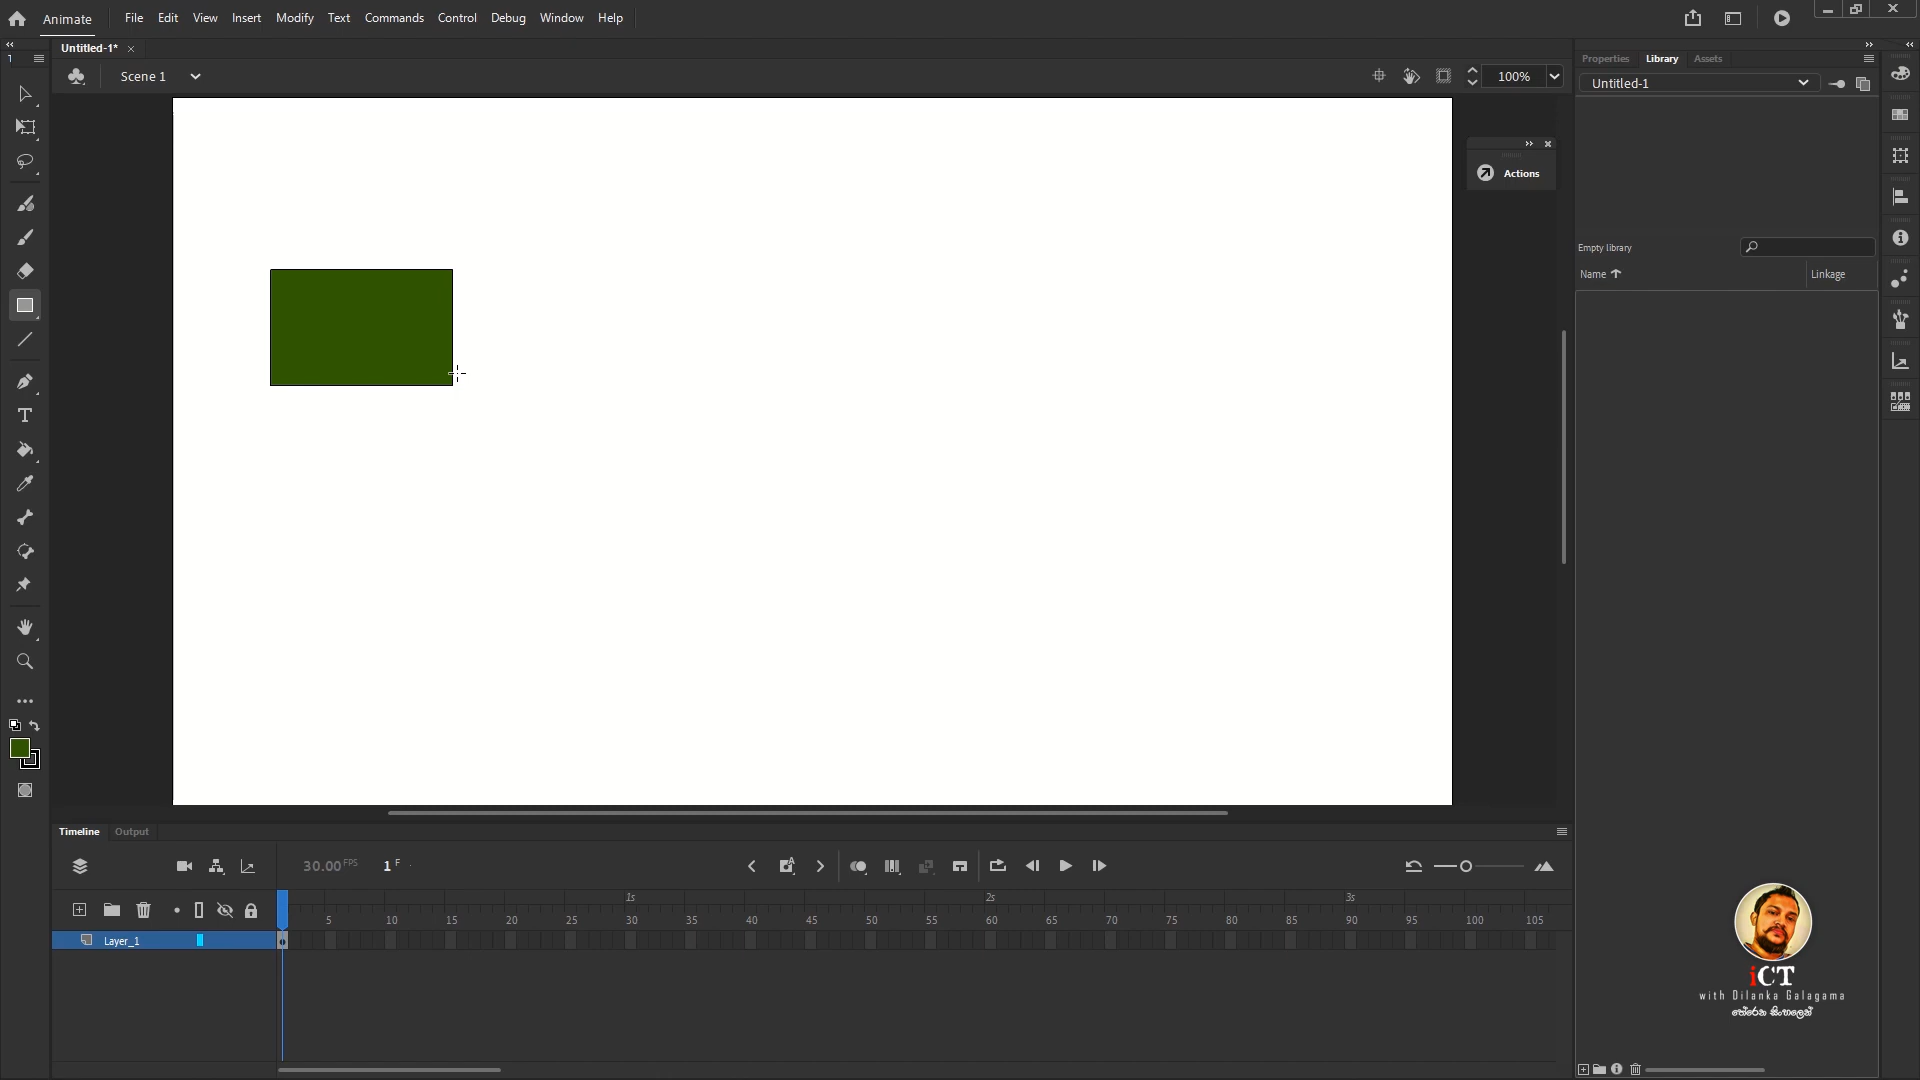 Animate File Edit View Insert Modify Text Commands Control Debug Window Help
Untitled-1*
Scene 1
100%
Actions
Properties Library Assets
Untitled-1
Empty library
Name Linkage
Timeline Output
30.00 FPS 1 F
1s 2s 3s
5 10 15 20 25 30 35 40 45 50 55 60 65 70 75 80 85 90 95 100 105
Layer_1
iCT
with Dilanka Galagama
තේරෙන සිංහලෙන්